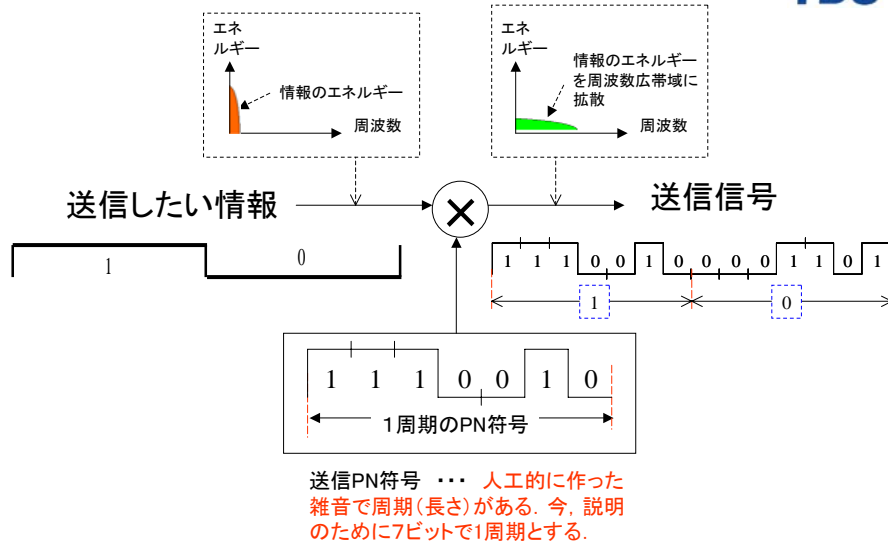 エネ
ルギー
情報のエネルギー
周波数
エネ
ルギー
情報のエネルギー
を周波数広帯域に
拡散
周波数
送信したい情報
×
送信信号
1 0
1 1 1 0 0 1 0 0 0 0 1 1 0 1
1 0
1 1 1 0 0 1 0
1周期のPN符号
送信PN符号 ・・・ 人工的に作った
雑音で周期(長さ)がある. 今, 説明
のために7ビットで1周期とする.